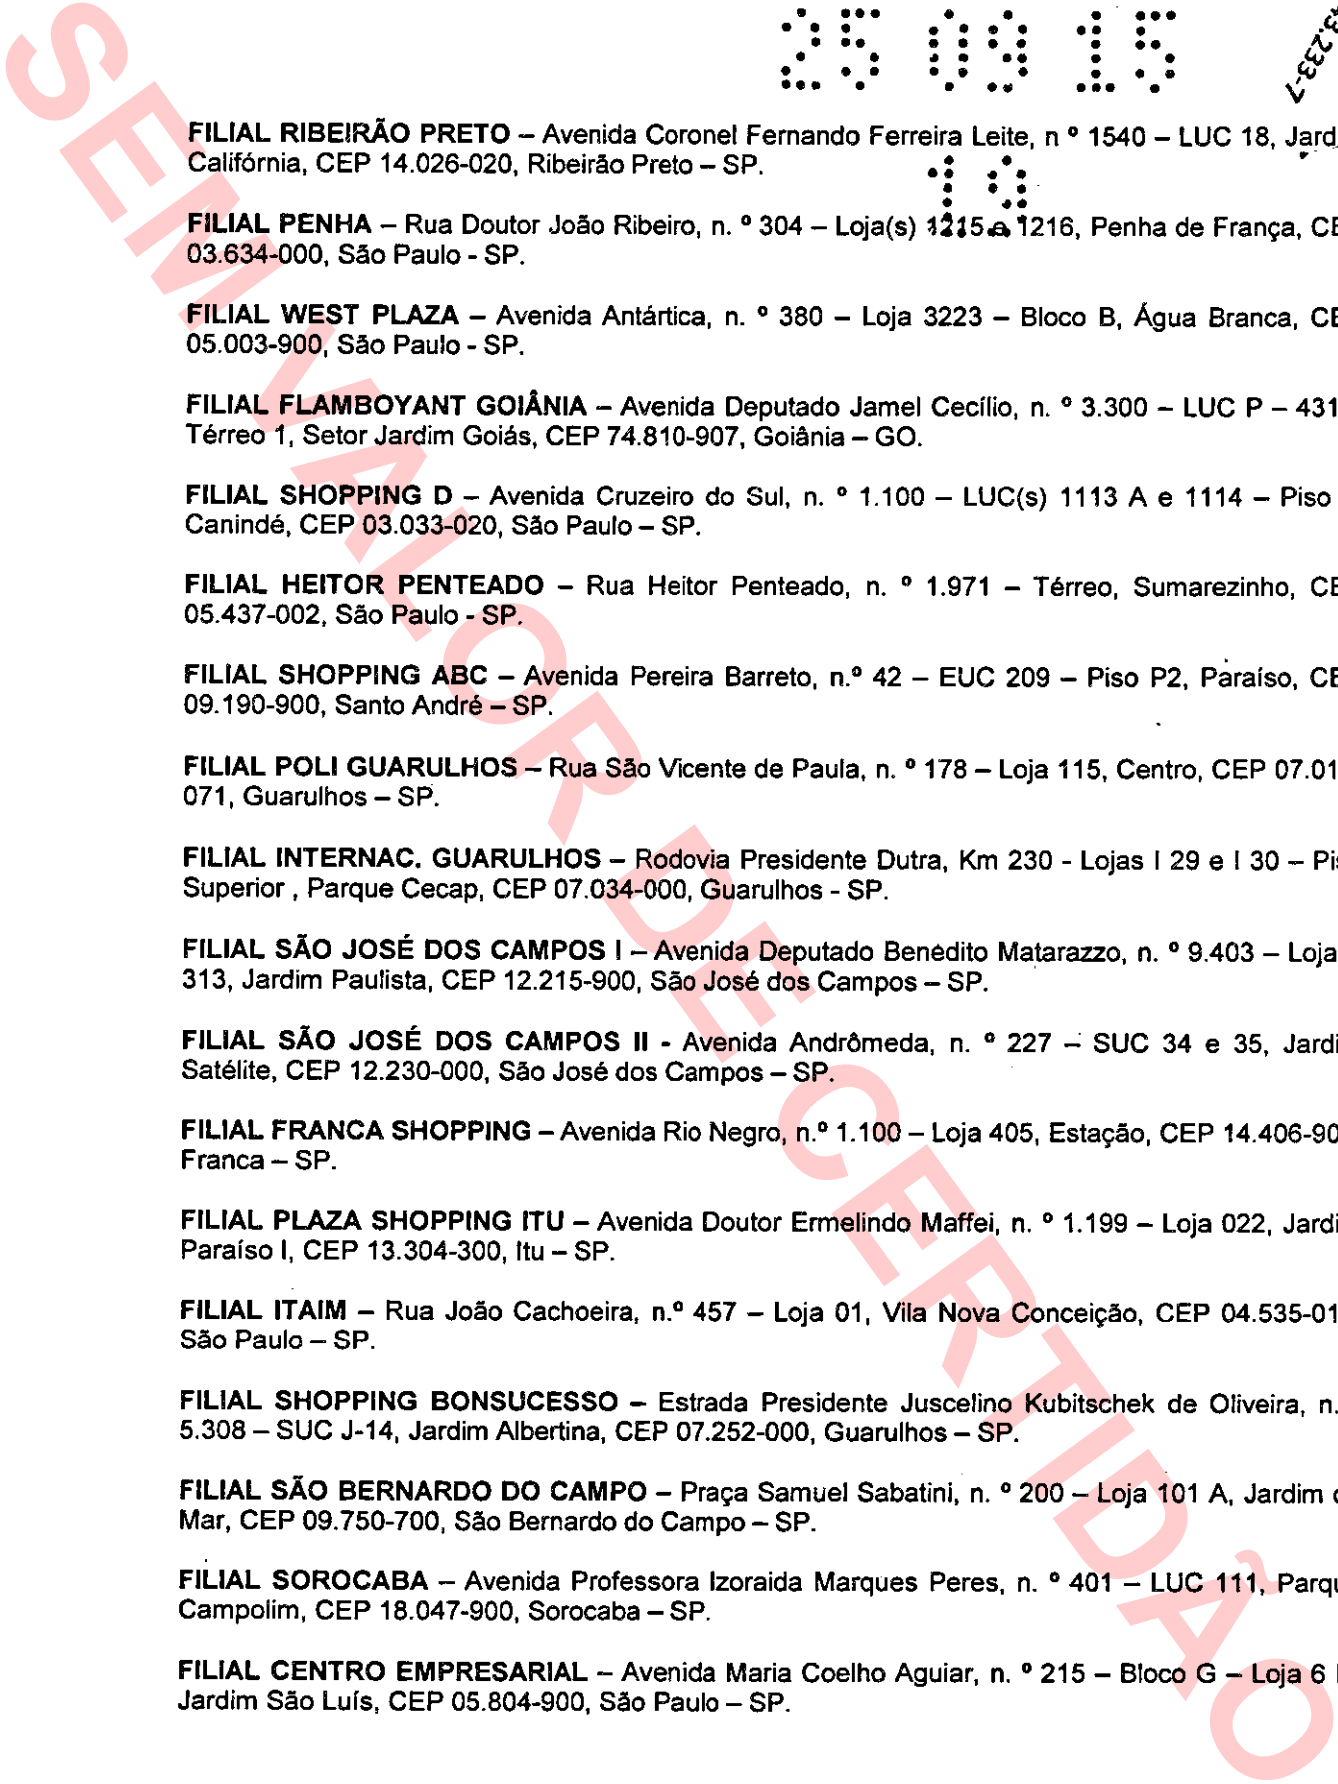 25 09 15
3.233-7
FILIAL RIBEIRÃO PRETO – Avenida Coronel Fernando Ferreira Leite, n º 1540 – LUC 18, Jard
Califórnia, CEP 14.026-020, Ribeirão Preto – SP.
19
FILIAL PENHA – Rua Doutor João Ribeiro, n. º 304 – Loja(s) 1215 e 1216, Penha de França, CE
03.634-000, São Paulo - SP.
FILIAL WEST PLAZA – Avenida Antártica, n. º 380 – Loja 3223 – Bloco B, Água Branca, CE
05.003-900, São Paulo - SP.
FILIAL FLAMBOYANT GOIÂNIA – Avenida Deputado Jamel Cecílio, n. º 3.300 – LUC P – 431
Térreo 1, Setor Jardim Goiás, CEP 74.810-907, Goiânia – GO.
FILIAL SHOPPING D – Avenida Cruzeiro do Sul, n. º 1.100 – LUC(s) 1113 A e 1114 – Piso
Canindé, CEP 03.033-020, São Paulo – SP.
FILIAL HEITOR PENTEADO – Rua Heitor Penteado, n. º 1.971 – Térreo, Sumarezinho, CE
05.437-002, São Paulo - SP.
FILIAL SHOPPING ABC – Avenida Pereira Barreto, n.º 42 – EUC 209 – Piso P2, Paraíso, CE
09.190-900, Santo André – SP.
FILIAL POLI GUARULHOS – Rua São Vicente de Paula, n. º 178 – Loja 115, Centro, CEP 07.01
071, Guarulhos – SP.
FILIAL INTERNAC. GUARULHOS – Rodovia Presidente Dutra, Km 230 - Lojas I 29 e I 30 – Pis
Superior , Parque Cecap, CEP 07.034-000, Guarulhos - SP.
FILIAL SÃO JOSÉ DOS CAMPOS I – Avenida Deputado Benedito Matarazzo, n. º 9.403 – Loja
313, Jardim Paulista, CEP 12.215-900, São José dos Campos – SP.
FILIAL SÃO JOSÉ DOS CAMPOS II - Avenida Andrômeda, n. º 227 – SUC 34 e 35, Jardi
Satélite, CEP 12.230-000, São José dos Campos – SP.
FILIAL FRANCA SHOPPING – Avenida Rio Negro, n.º 1.100 – Loja 405, Estação, CEP 14.406-90
Franca – SP.
FILIAL PLAZA SHOPPING ITU – Avenida Doutor Ermelindo Maffei, n. º 1.199 – Loja 022, Jardi
Paraíso I, CEP 13.304-300, Itu – SP.
FILIAL ITAIM – Rua João Cachoeira, n.º 457 – Loja 01, Vila Nova Conceição, CEP 04.535-01
São Paulo – SP.
FILIAL SHOPPING BONSUCESSO – Estrada Presidente Juscelino Kubitschek de Oliveira, n.
5.308 – SUC J-14, Jardim Albertina, CEP 07.252-000, Guarulhos – SP.
FILIAL SÃO BERNARDO DO CAMPO – Praça Samuel Sabatini, n. º 200 – Loja 101 A, Jardim d
Mar, CEP 09.750-700, São Bernardo do Campo – SP.
FILIAL SOROCABA – Avenida Professora Izoraida Marques Peres, n. º 401 – LUC 111, Parqu
Campolim, CEP 18.047-900, Sorocaba – SP.
FILIAL CENTRO EMPRESARIAL – Avenida Maria Coelho Aguiar, n. º 215 – Bloco G – Loja 6
Jardim São Luís, CEP 05.804-900, São Paulo – SP.
SEM VALOR DE CERTIDÃO